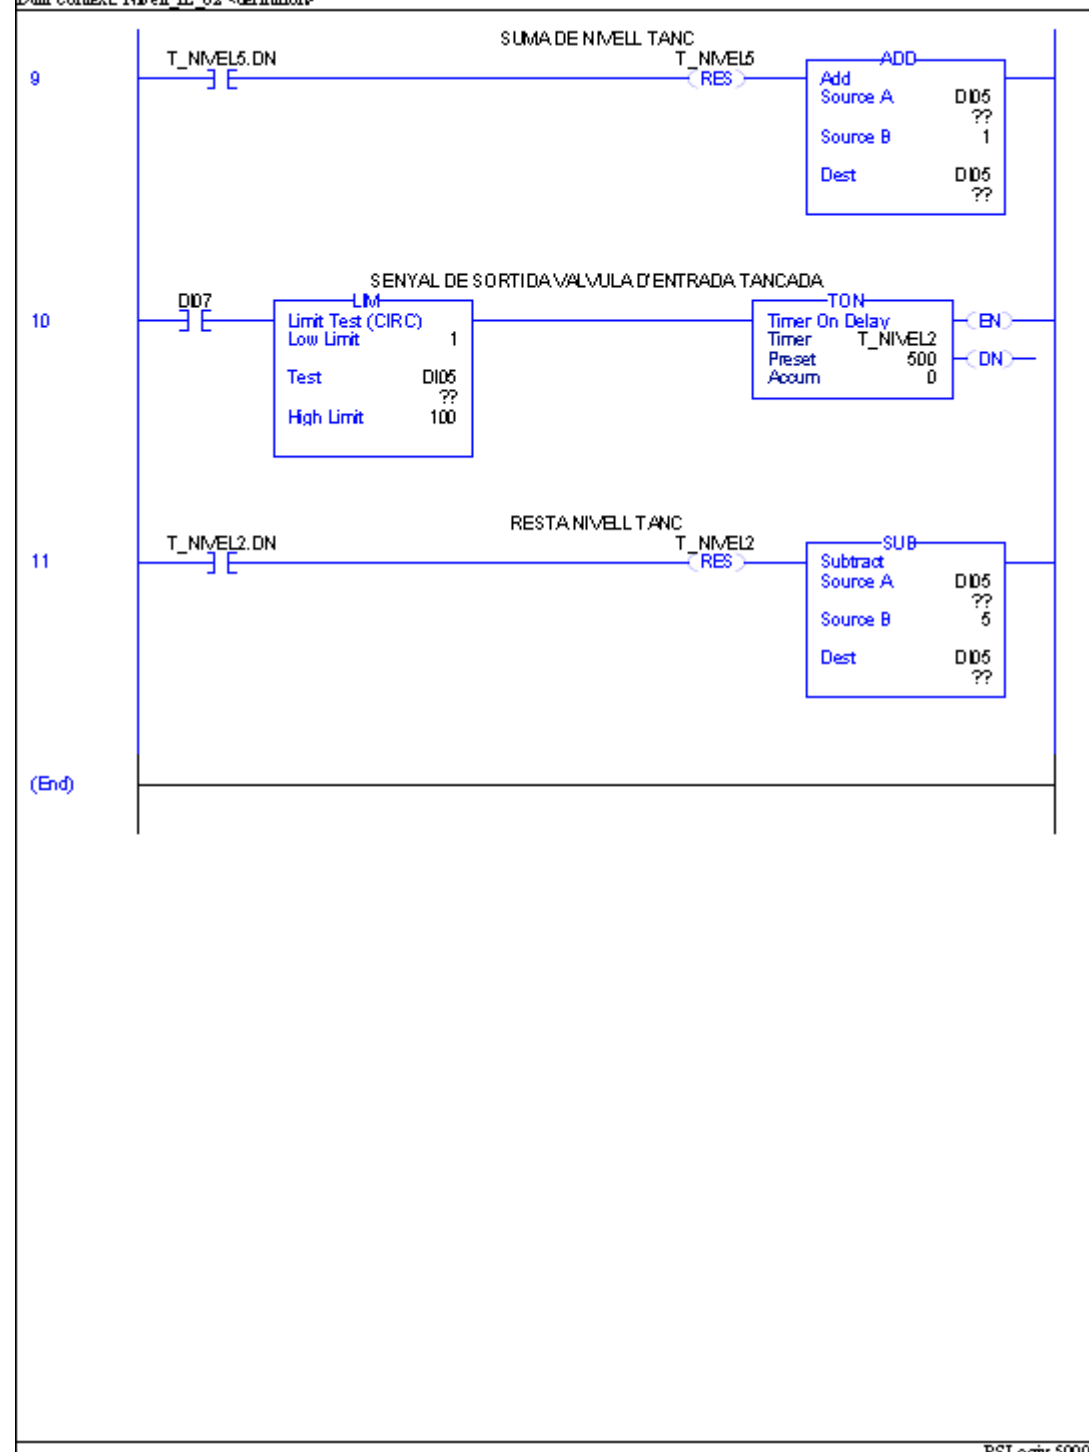 SUMA DE NIVELL TANC
T_NIVEL5.DN
T_NIVEL5
ADD
9
RES
Add
Source A DI05
??
Source B 1
Dest DI05
??
SENYAL DE SORTIDA VALVULA D'ENTRADA TANCADA
DI07
LIM
TON
10
Limit Test (CIRC)
Low Limit 1
Test DI05
??
High Limit 100
Timer On Delay
Timer T_NIVEL2
Preset 500
Accum 0
EN
DN
RESTA NIVELL TANC
T_NIVEL2.DN
T_NIVEL2
SUB
11
RES
Subtract
Source A DI05
??
Source B 5
Dest DI05
??
(End)
RSLogix 5000